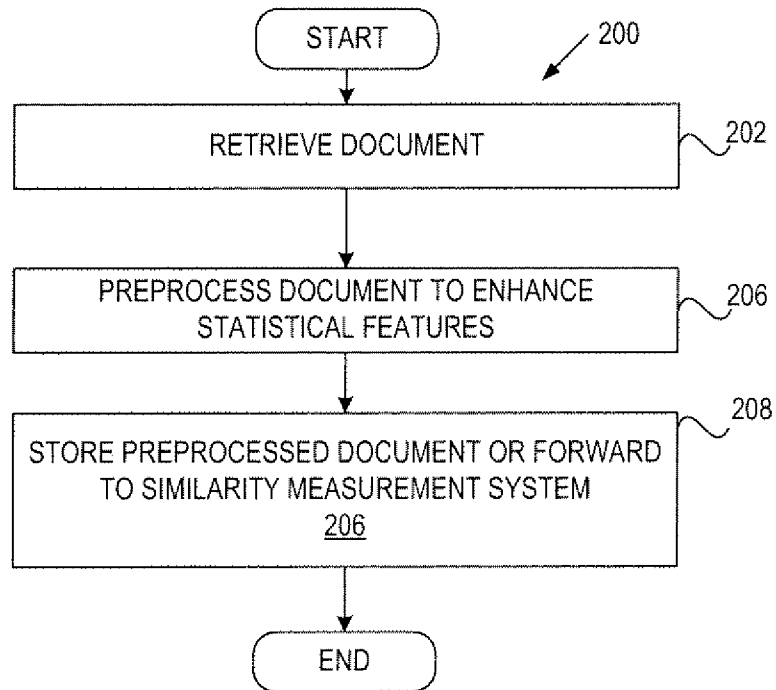 START
200
RETRIEVE DOCUMENT
202
PREPROCESS DOCUMENT TO ENHANCE
STATISTICAL FEATURES
206
208
STORE PREPROCESSED DOCUMENT OR FORWARD
TO SIMILARITY MEASUREMENT SYSTEM
206
END